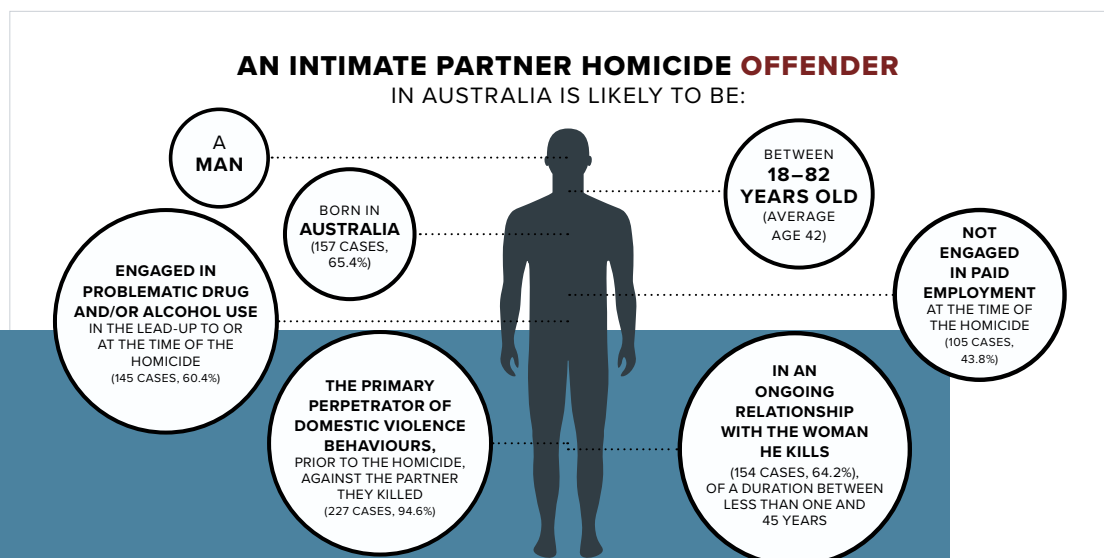 AN INTIMATE PARTNER HOMICIDE OFFENDER
IN AUSTRALIA IS LIKELY TO BE:
A
MAN
BETWEEN
18–82
YEARS OLD
(AVERAGE
AGE 42)
BORN IN
AUSTRALIA
(157 CASES,
65.4%)
NOT
ENGAGED
IN PAID
EMPLOYMENT
AT THE TIME OF
THE HOMICIDE
(105 CASES,
43.8%)
ENGAGED IN
PROBLEMATIC DRUG
AND/OR ALCOHOL USE
IN THE LEAD-UP TO OR
AT THE TIME OF THE
HOMICIDE
(145 CASES, 60.4%)
THE PRIMARY
PERPETRATOR OF
DOMESTIC VIOLENCE
BEHAVIOURS,
PRIOR TO THE HOMICIDE,
AGAINST THE PARTNER
THEY KILLED
(227 CASES, 94.6%)
IN AN
ONGOING
RELATIONSHIP
WITH THE WOMAN
HE KILLS
(154 CASES, 64.2%),
OF A DURATION BETWEEN
LESS THAN ONE AND
45 YEARS